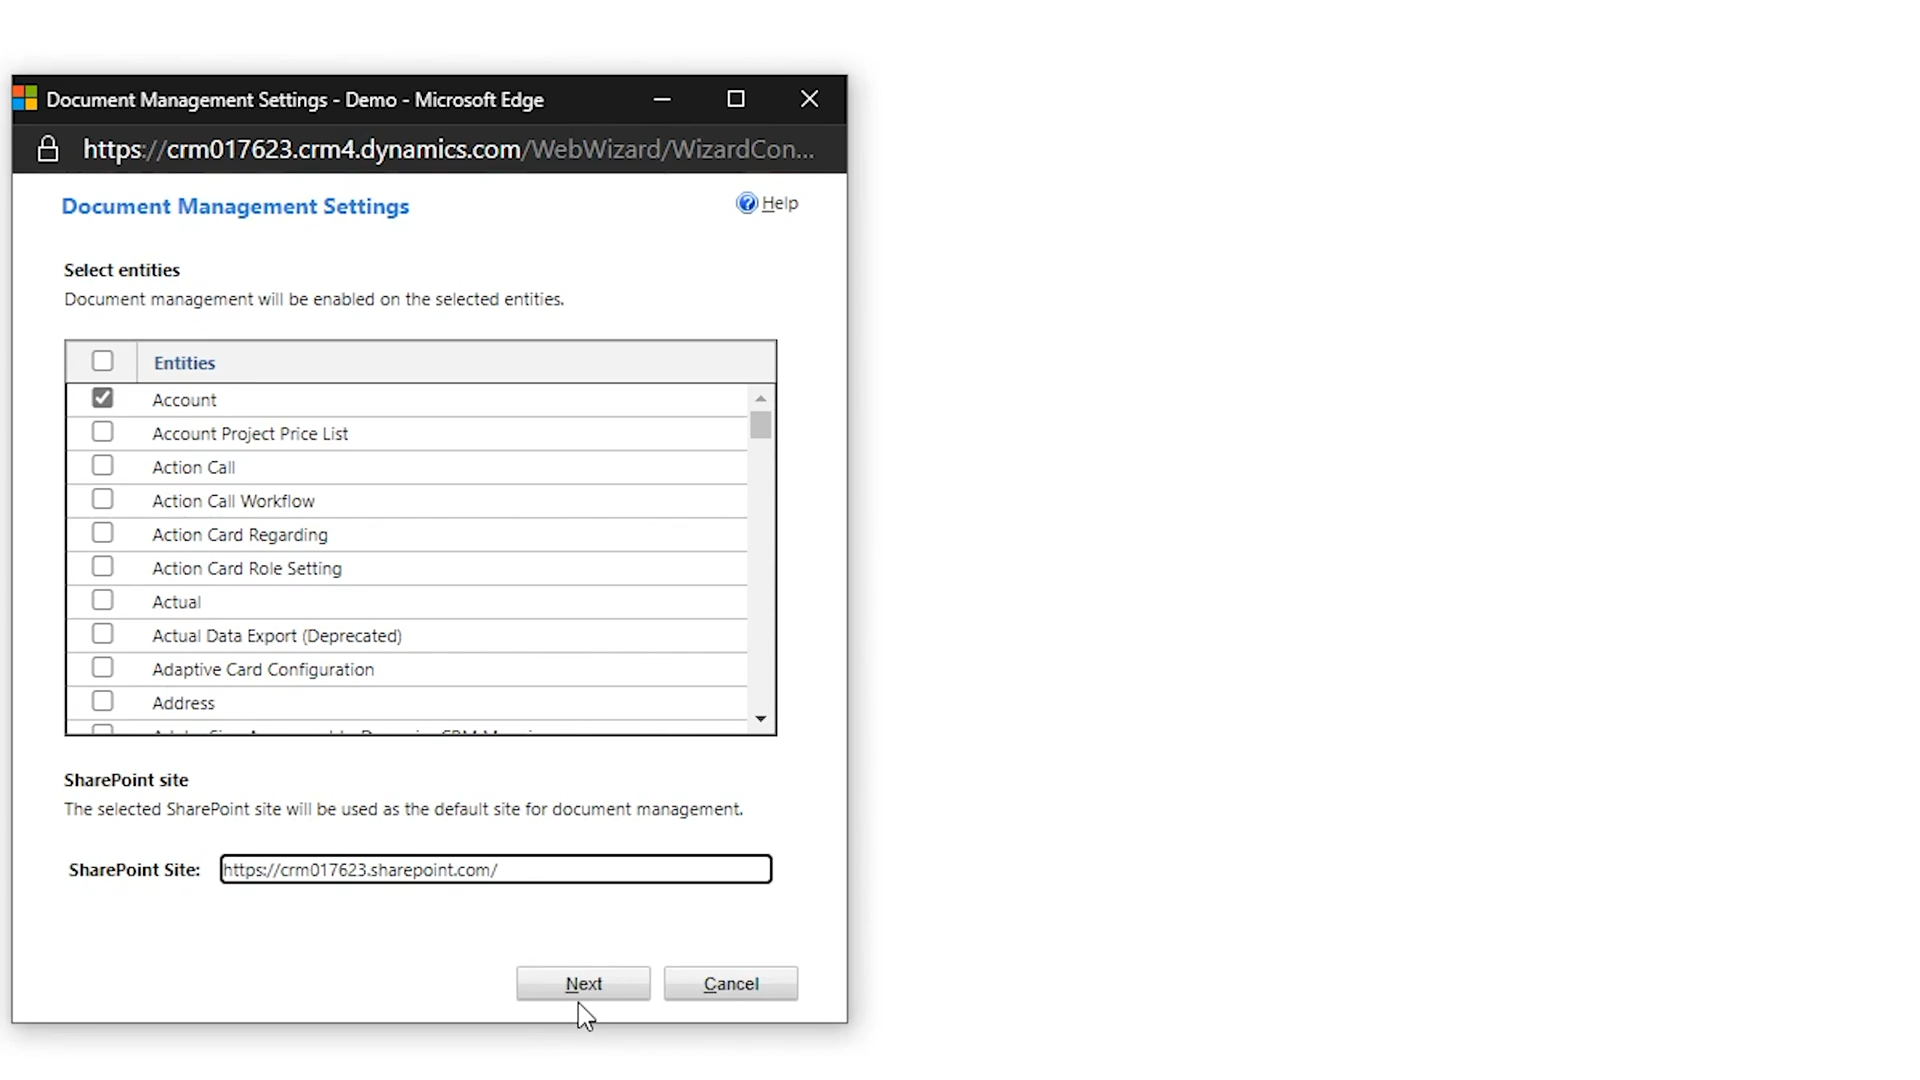 Document Management Settings - Demo - Microsoft Edge
https://crm017623.crm4.dynamics.com/WebWizard/WizardCon...
Document Management Settings
Help
Select entities
Document management will be enabled on the selected entities.
Entities
Account
Account Project Price List
Action Call
Action Call Workflow
Action Card Regarding
Action Card Role Setting
Actual
Actual Data Export (Deprecated)
Adaptive Card Configuration
Address
SharePoint site
The selected SharePoint site will be used as the default site for document management.
SharePoint Site: https://crm017623.sharepoint.com/
Next Cancel